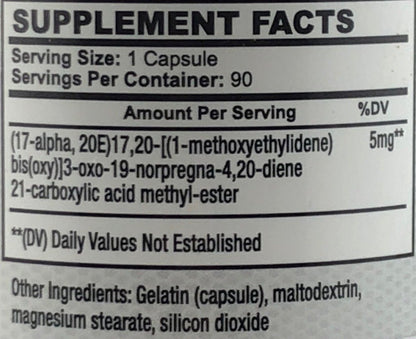 SUPPLEMENT FACTS
Serving Size: 1 Capsule
Servings Per Container: 90
Amount Per Serving %DV
(17-alpha, 20E)17,20-[(1-methoxyethylidene) 5mg**
bis(oxy)]3-oxo-19-norpregna-4,20-diene
21-carboxylic acid methyl-ester
**(DV) Daily Values Not Established
Other Ingredients: Gelatin (capsule), maltodextrin,
magnesium stearate, silicon dioxide